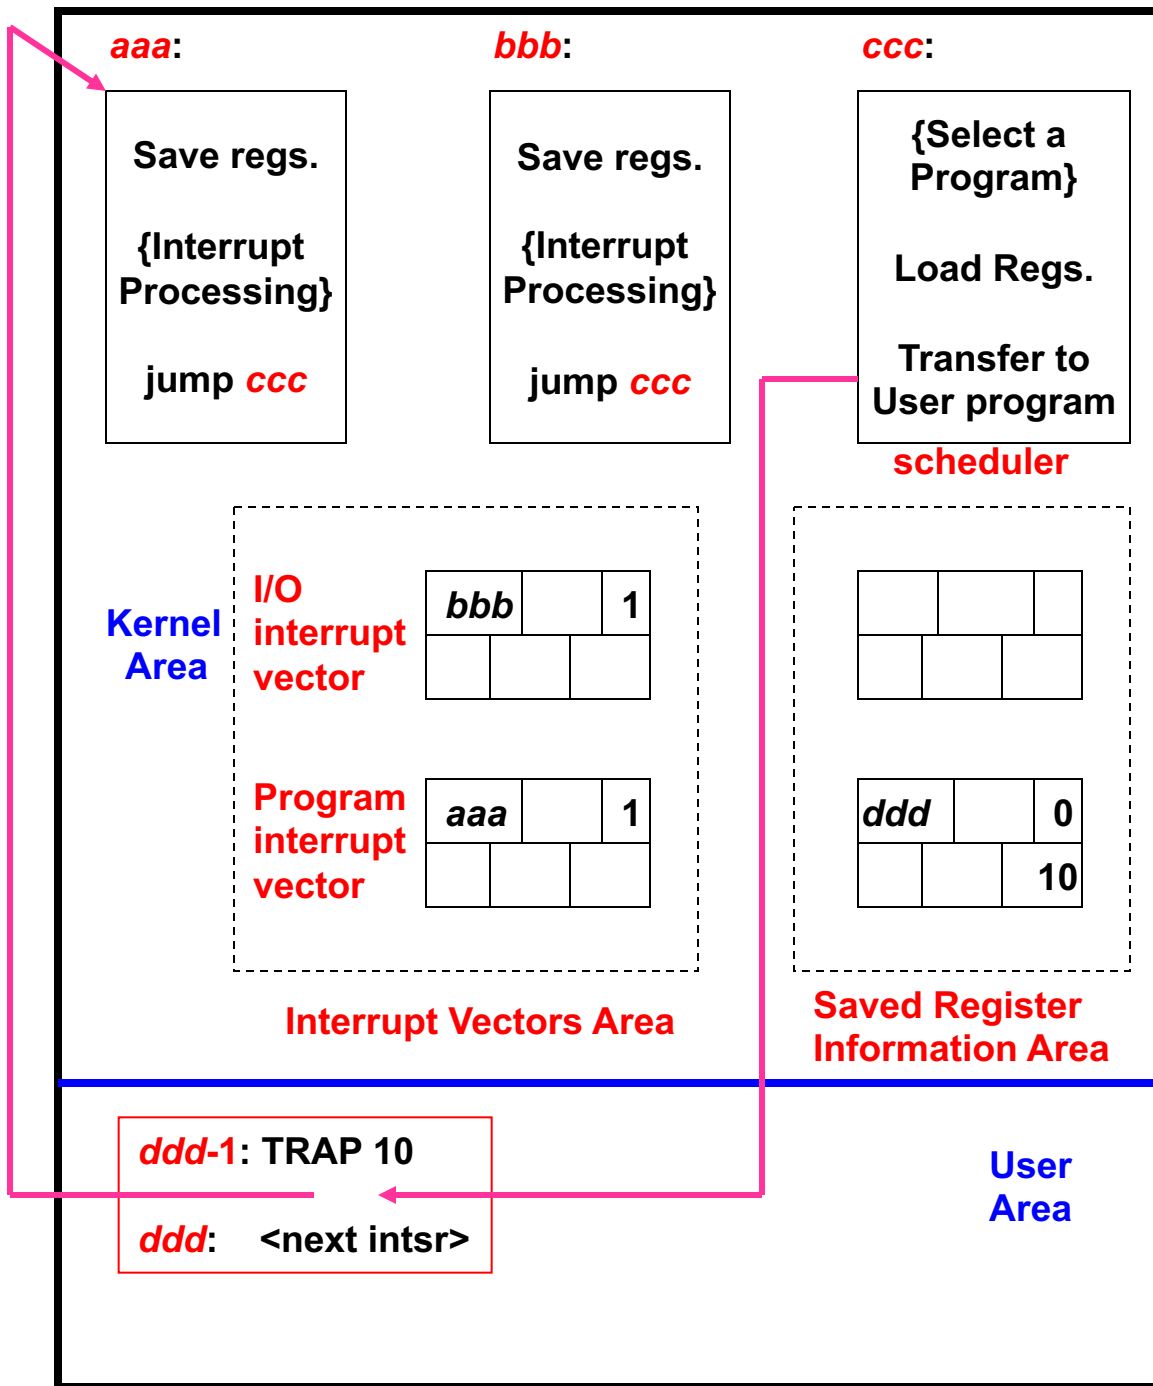 aaa:
bbb:
ccc:
Save regs.
{Interrupt
Processing}
jump ccc
Save regs.
{Interrupt
Processing}
jump ccc
{Select a
Program}
Load Regs.
Transfer to
User program
scheduler
Kernel
Area
I/O
interrupt
vector
bbb 1
Program
interrupt
vector
aaa 1
ddd 0
10
Interrupt Vectors Area
Saved Register
Information Area
ddd-1: TRAP 10
ddd: <next intsr>
User
Area